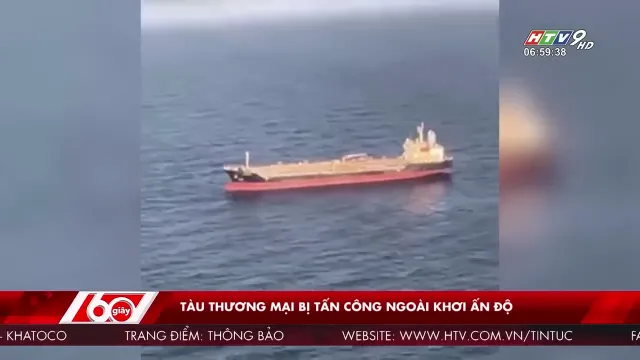 HTV9 HD
06:59:38
60 giây
TÀU THƯƠNG MẠI BỊ TẤN CÔNG NGOÀI KHƠI ẤN ĐỘ
- KHATOCO TRANG ĐIỂM: THÔNG BÁO WEBSITE: WWW.HTV.COM.VN/TINTUC FA